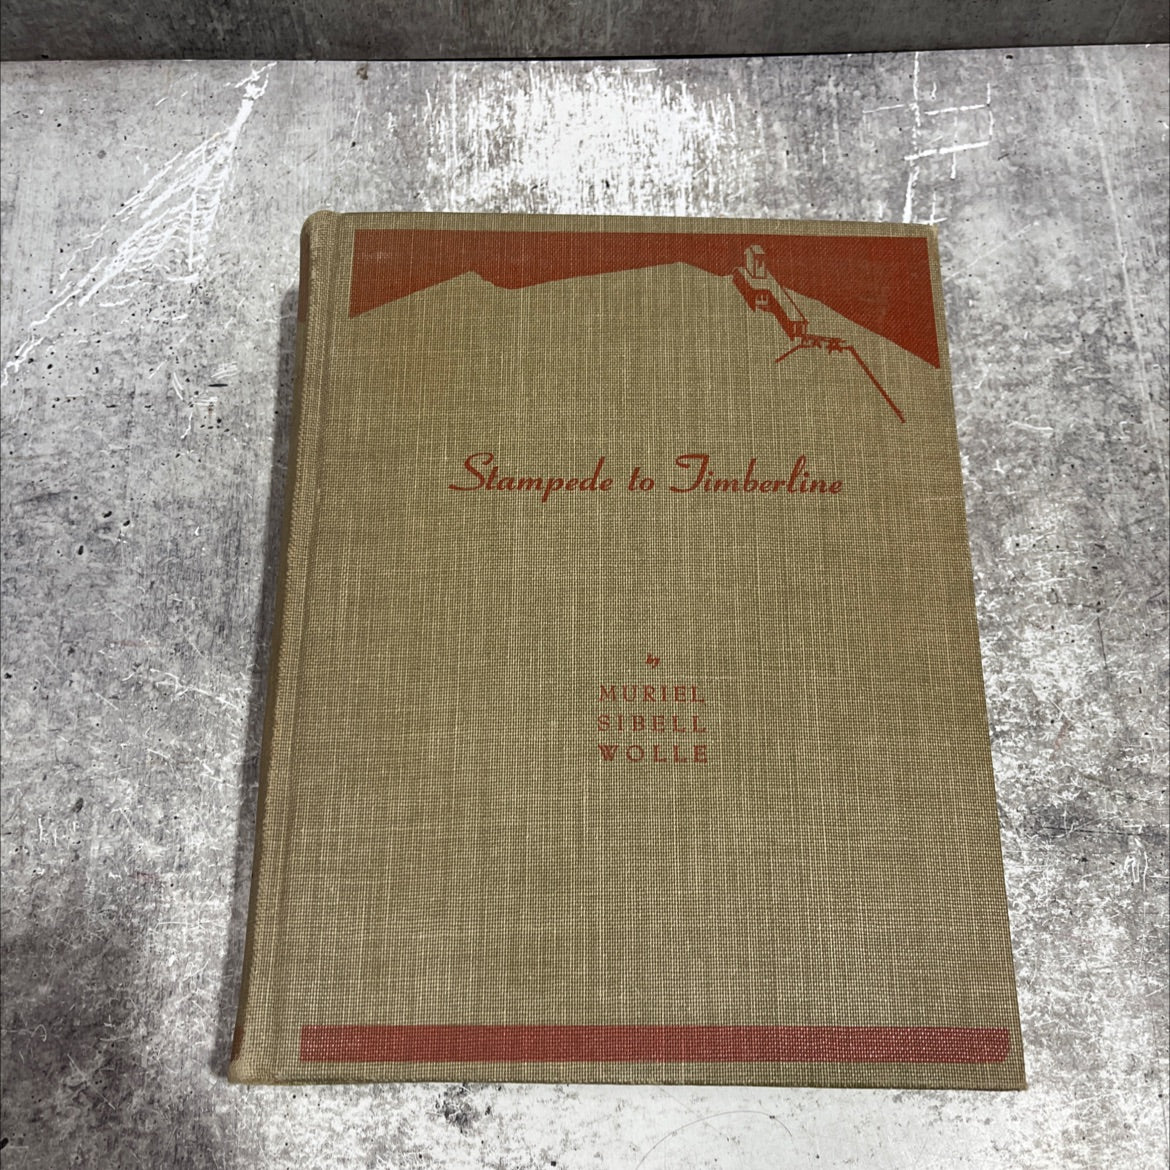 Stampede to Timberline
by
MURIEL
SIBELL
WOLLE